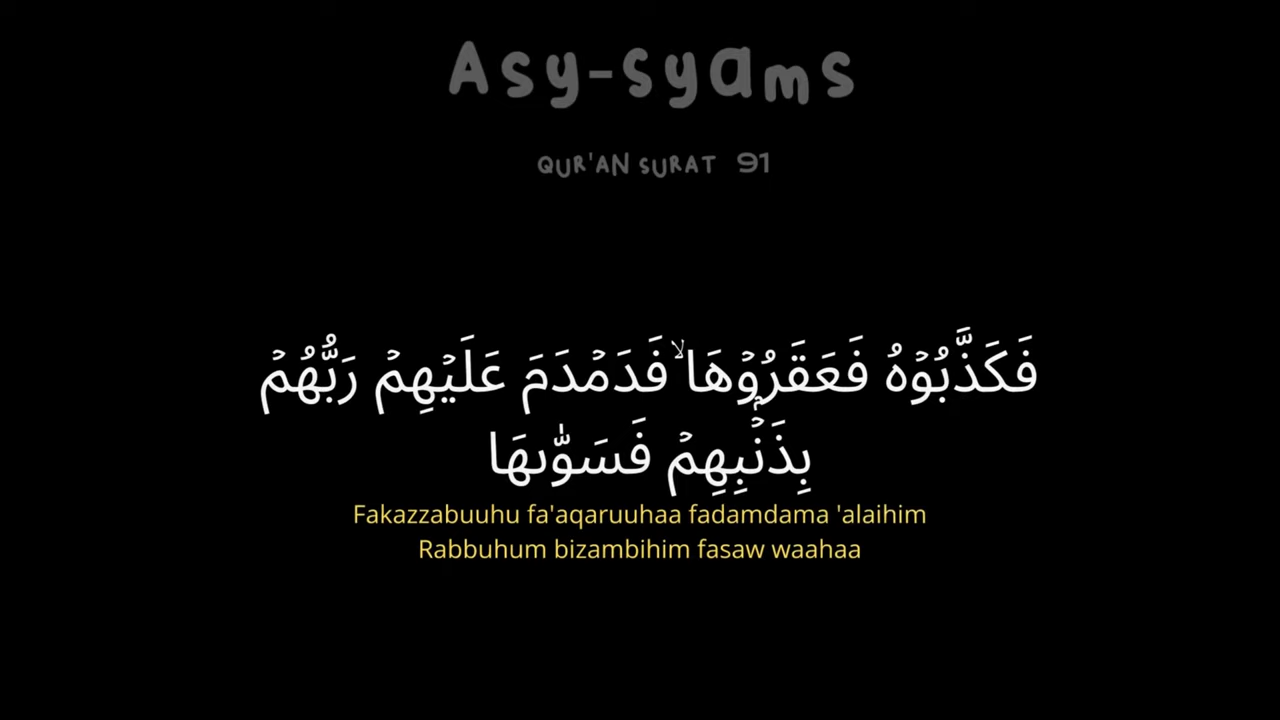 Asy-syams
QUR'AN SURAT 91
فَكَذَّبُوْهُ فَعَقَرُوْهَاۖ فَدَمْدَمَ عَلَيْهِمْ رَبُّهُمْ
بِذَنْۢبِهِمْ فَسَوّٰىهَا
Fakazzabuuhu fa'aqaruuhaa fadamdama 'alaihim
Rabbuhum bizambihim fasaw waahaa